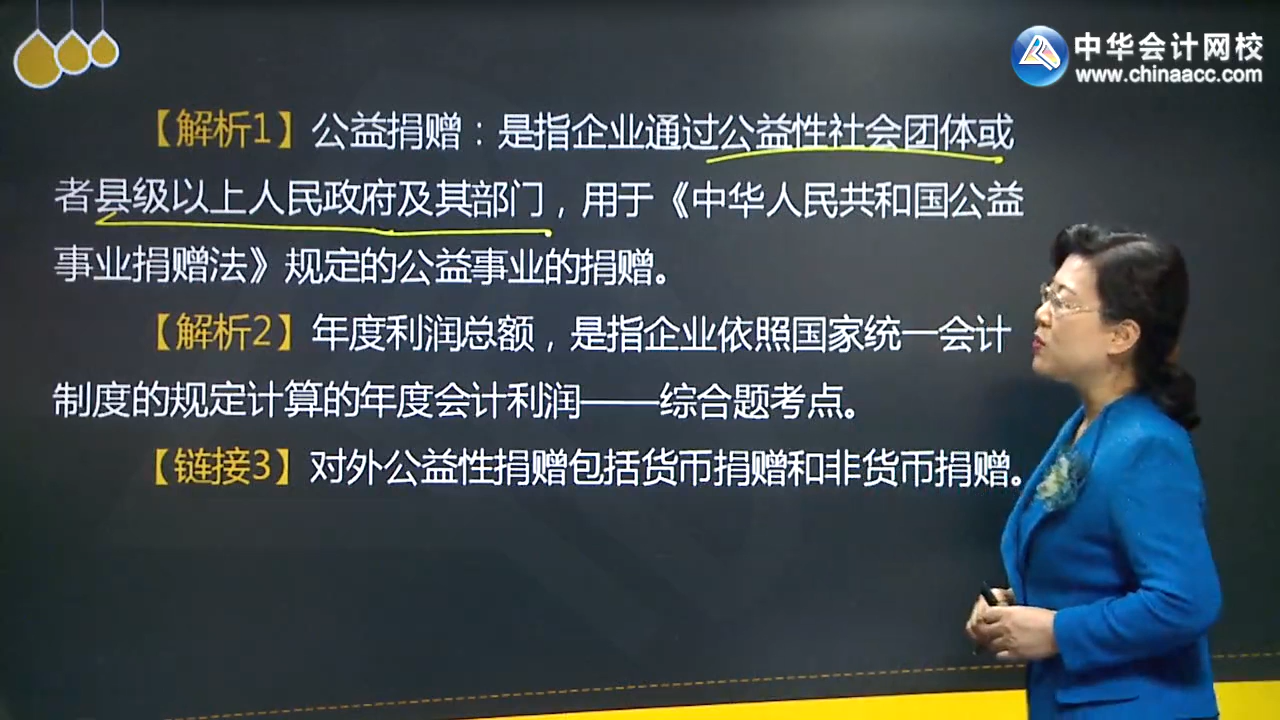 中华会计网校
www.chinaacc.com
【解析1】公益捐赠：是指企业通过公益性社会团体或
者县级以上人民政府及其部门，用于《中华人民共和国公益
事业捐赠法》规定的公益事业的捐赠。
【解析2】年度利润总额，是指企业依照国家统一会计
制度的规定计算的年度会计利润——综合题考点。
【链接3】对外公益性捐赠包括货币捐赠和非货币捐赠。